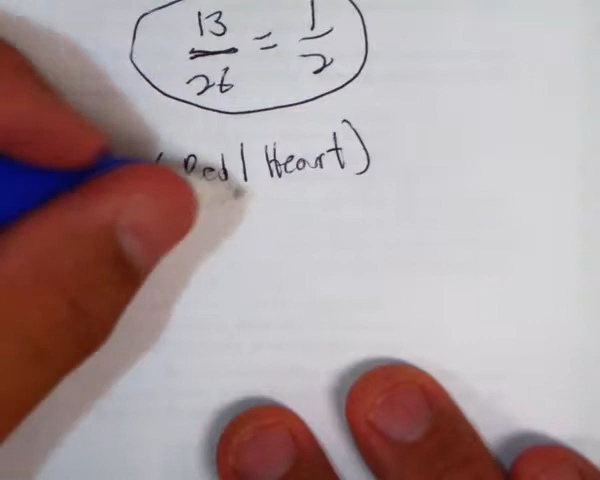 13/26 = 1/2
(Red | Heart)